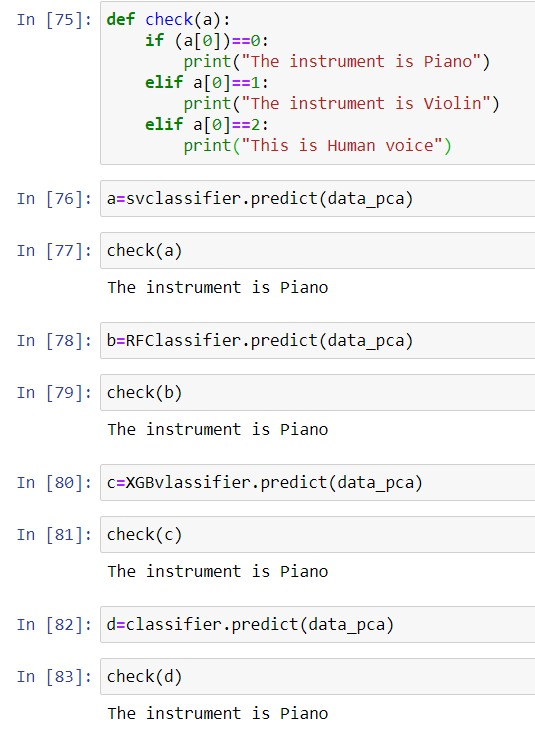 In [75]: def check(a):
    if (a[0])==0:
        print("The instrument is Piano")
    elif a[0]==1:
        print("The instrument is Violin")
    elif a[0]==2:
        print("This is Human voice")
In [76]: a=svclassifier.predict(data_pca)
In [77]: check(a)
The instrument is Piano
In [78]: b=RFClassifier.predict(data_pca)
In [79]: check(b)
The instrument is Piano
In [80]: c=XGBvlassifier.predict(data_pca)
In [81]: check(c)
The instrument is Piano
In [82]: d=classifier.predict(data_pca)
In [83]: check(d)
The instrument is Piano